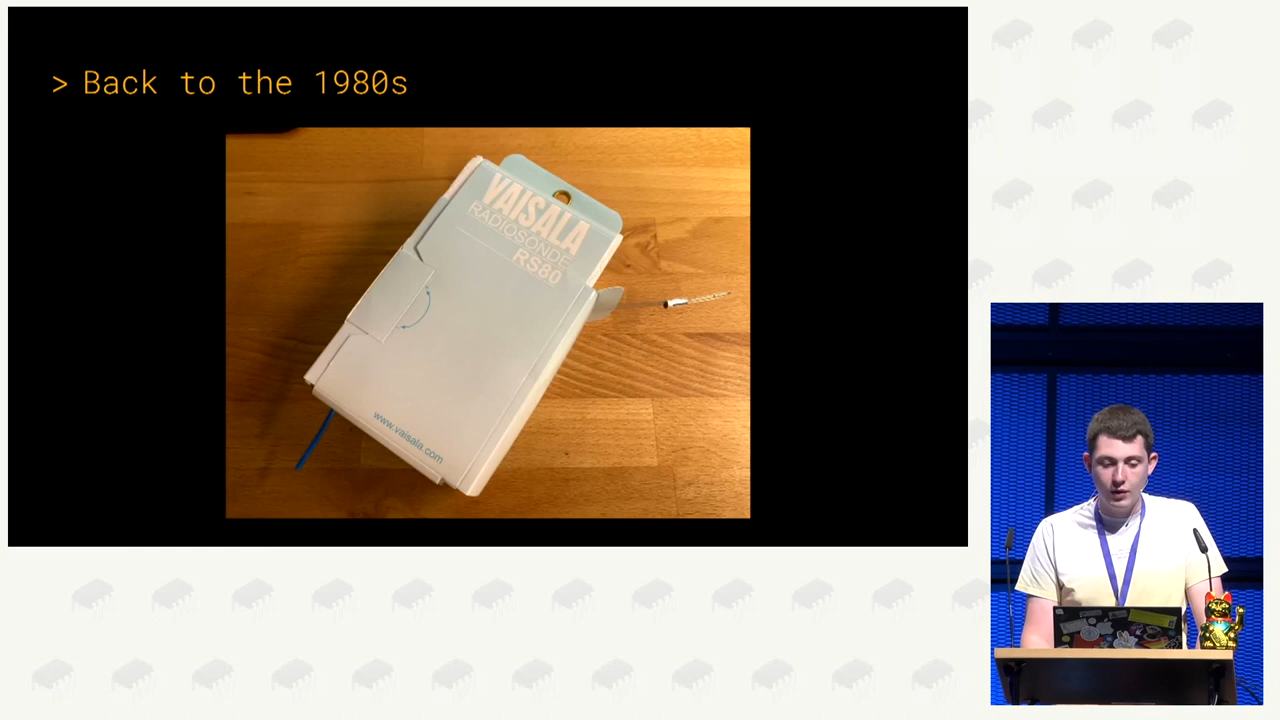 > Back to the 1980s
VAISALA
RADIOSONDE
RS80
www.vaisala.com